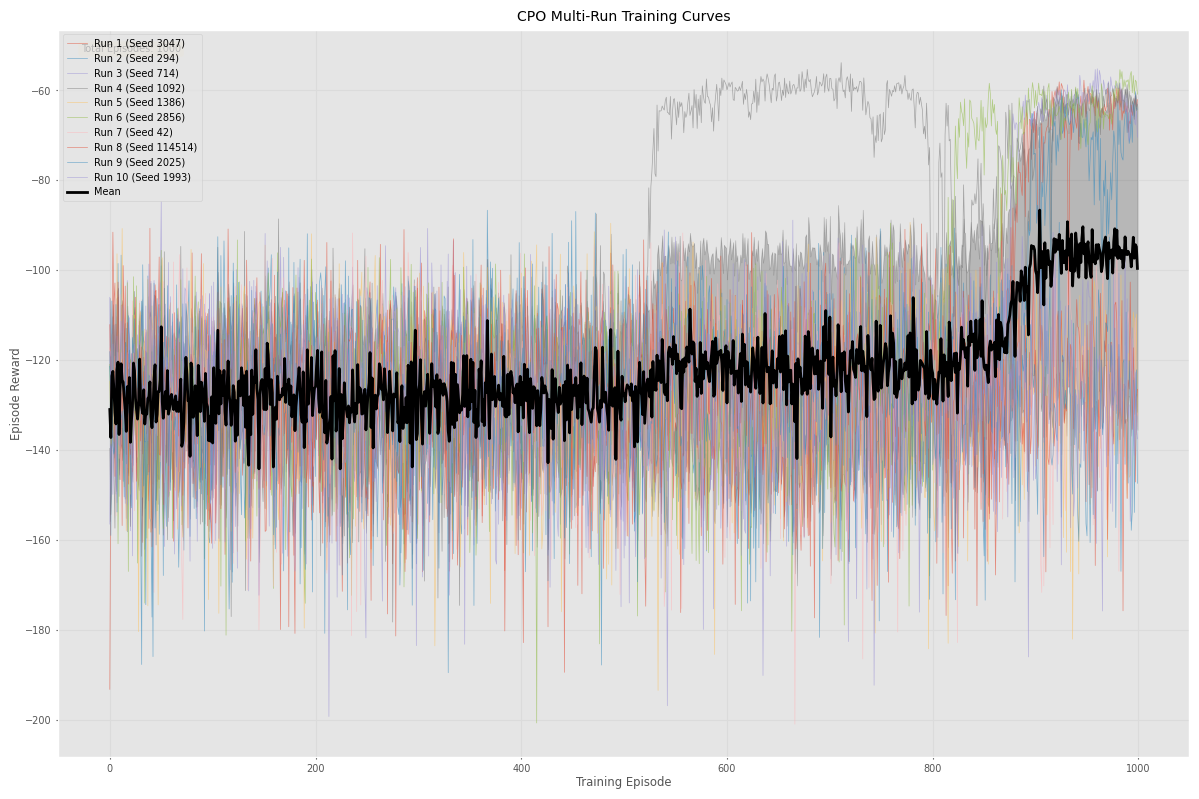 CPO Multi-Run Training Curves
Total Episodes: 1000
Run 1 (Seed 3047)
Run 2 (Seed 294)
Run 3 (Seed 714)
Run 4 (Seed 1092)
Run 5 (Seed 1386)
Run 6 (Seed 2856)
Run 7 (Seed 42)
Run 8 (Seed 114514)
Run 9 (Seed 2025)
Run 10 (Seed 1993)
Mean
Episode Reward
−60
−80
−100
−120
−140
−160
−180
−200
0 200 400 600 800 1000
Training Episode